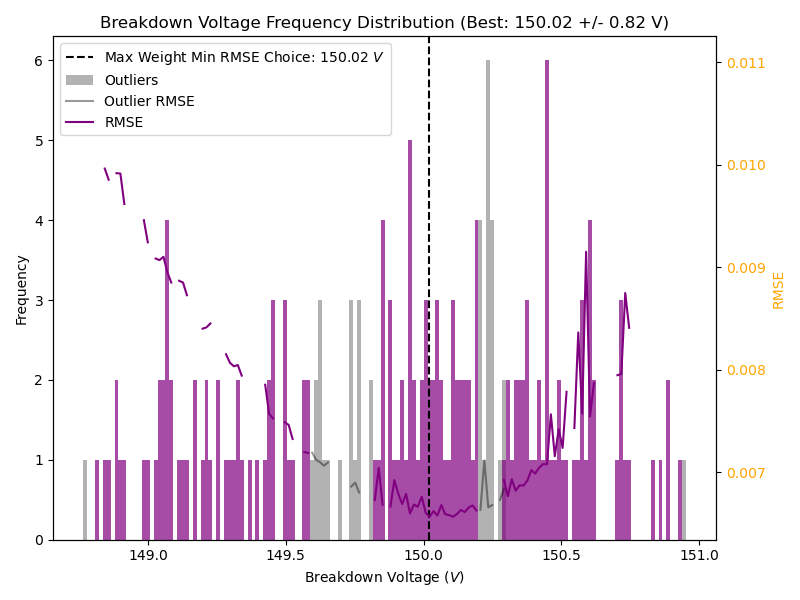 Breakdown Voltage Frequency Distribution (Best: 150.02 +/- 0.82 V)
Max Weight Min RMSE Choice: 150.02 V
Outliers
Outlier RMSE
RMSE
Frequency
6
5
4
3
2
1
0
0.011
0.010
0.009
0.008
0.007
RMSE
149.0
149.5
150.0
150.5
151.0
Breakdown Voltage (V)